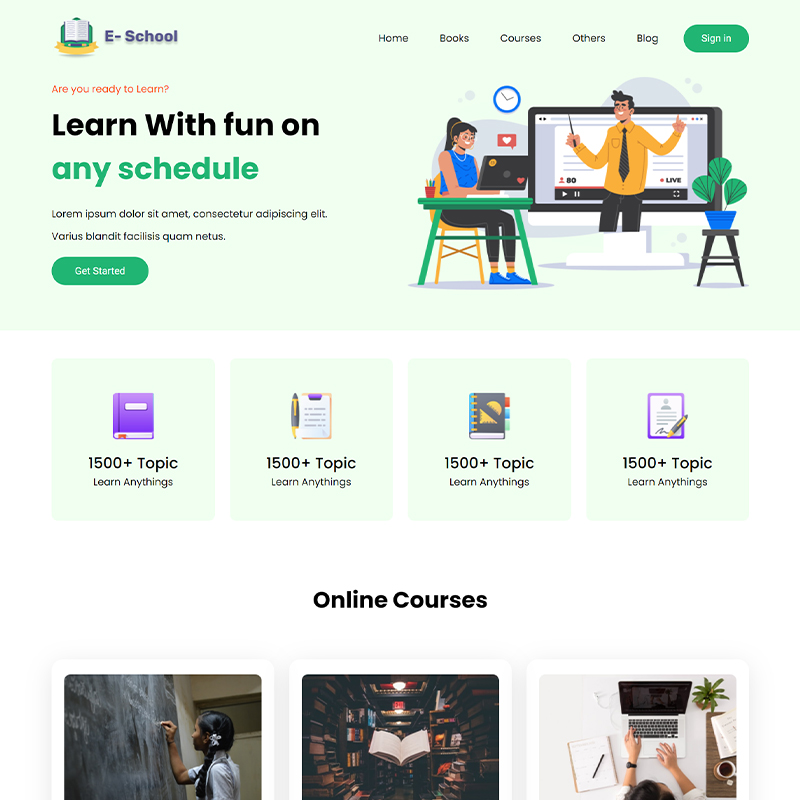 E- School
Home Books Courses Others Blog Sign in
Are you ready to Learn?
Learn With fun on
any schedule
Lorem ipsum dolor sit amet, consectetur adipiscing elit.
Varius blandit facilisis quam netus.
Get Started
80
LIVE
1500+ Topic
Learn Anythings
1500+ Topic
Learn Anythings
1500+ Topic
Learn Anythings
1500+ Topic
Learn Anythings
Online Courses